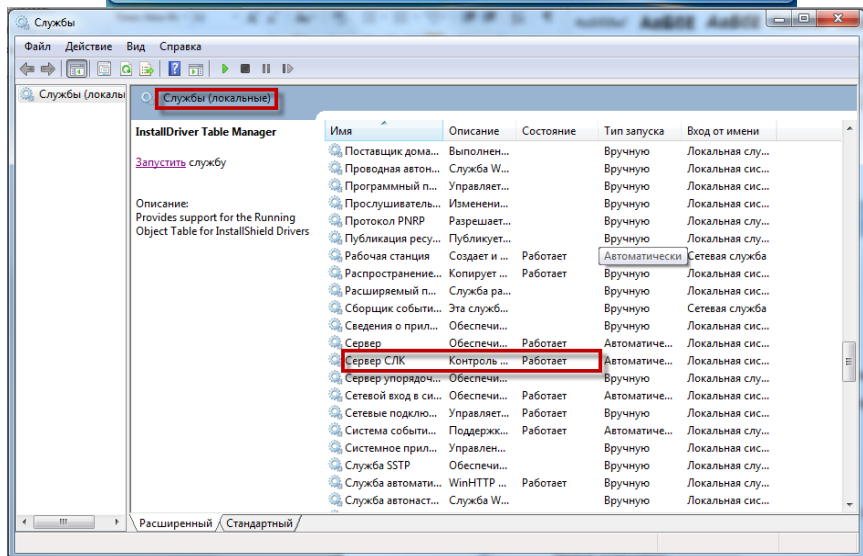 Службы
Файл Действие Вид Справка
Службы (локалы
Службы (локальные)
InstallDriver Table Manager
Запустить службу
Описание:
Provides support for the Running
Object Table for InstallShield Drivers
Имя Описание Состояние Тип запуска Вход от имени
Поставщик дома... Выполнен... Вручную Локальная слу...
Проводная автон... Служба W... Вручную Локальная сис...
Программный п... Управляет... Вручную Локальная сис...
Прослушиватель... Изменени... Вручную Локальная сис...
Протокол PNRP Разрешает... Вручную Локальная слу...
Публикация ресу... Публикует... Вручную Локальная слу...
Рабочая станция Создает и ... Работает Автоматически Сетевая служба
Распространение... Копирует ... Работает Вручную Локальная сис...
Расширяемый п... Служба ра... Вручную Локальная сис...
Сборщик событи... Эта служб... Вручную Сетевая служба
Сведения о прил... Обеспечи... Вручную Локальная сис...
Сервер Обеспечи... Работает Автоматиче... Локальная сис...
Сервер СЛК Контроль ... Работает Автоматиче... Локальная сис...
Сервер упорядоч... Обеспечи... Вручную Локальная слу...
Сетевой вход в си... Обеспечи... Работает Автоматиче... Локальная сис...
Сетевые подклю... Управляет... Работает Вручную Локальная сис...
Система событи... Поддержк... Работает Автоматиче... Локальная слу...
Системное прил... Управлен... Вручную Локальная сис...
Служба SSTP Обеспечи... Вручную Локальная слу...
Служба автомати... WinHTTP ... Работает Вручную Локальная слу...
Служба автонаст... Служба W... Вручную Локальная сис...
Расширенный Стандартный